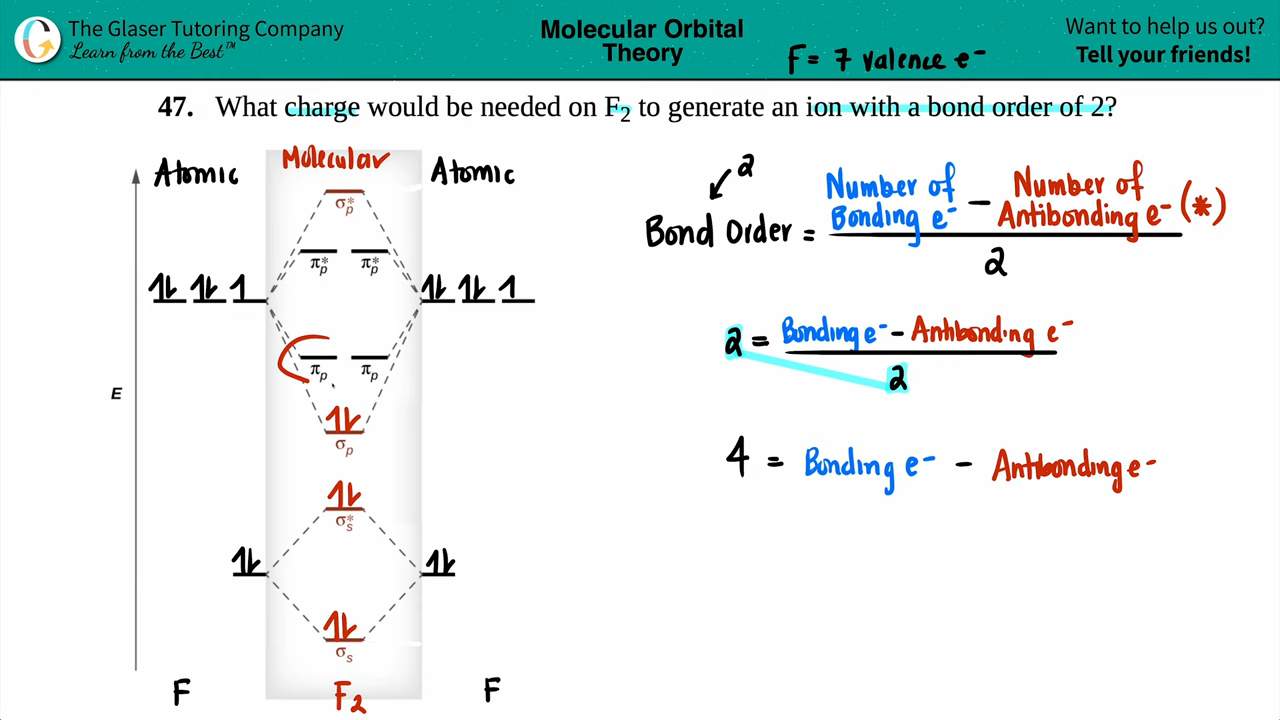 The Glaser Tutoring Company
Learn from the Best™
Molecular Orbital
Theory
F = 7 valence e⁻
Want to help us out?
Tell your friends!
47. What charge would be needed on F₂ to generate an ion with a bond order of 2?
Atomic
Molecular
Atomic
σₚ*
πₚ* πₚ*
πₚ πₚ
σₚ
σₛ*
σₛ
E
F
F₂
F
2
Bond Order = Number of Bonding e⁻ − Number of Antibonding e⁻ (*)
2
2 = Bonding e⁻ − Antibonding e⁻
2
4 = Bonding e⁻ − Antibonding e⁻